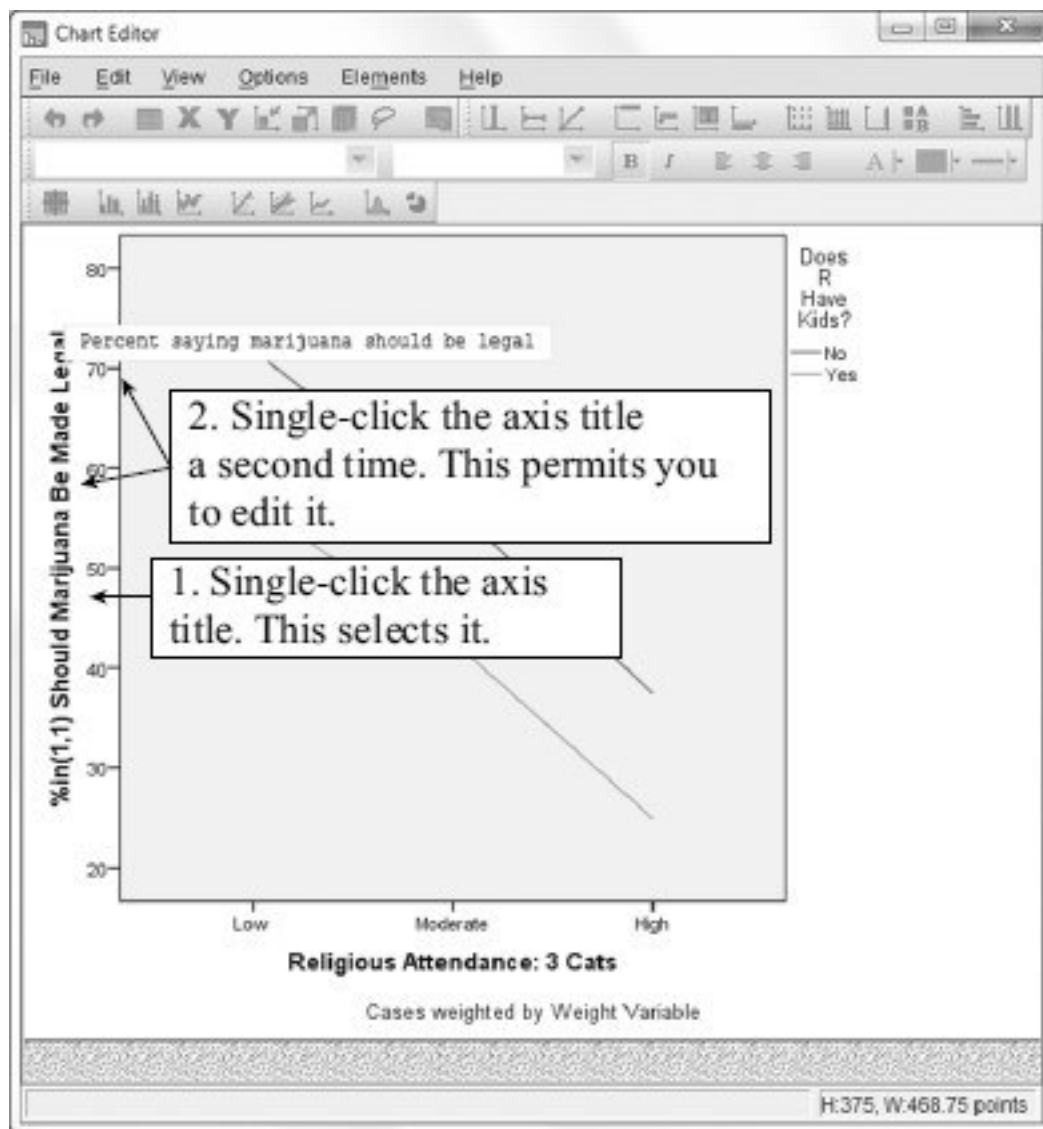 Chart Editor
File Edit View Options Elements Help
X Y
B I A
80
70
60
50
40
30
20
%in(1,1) Should Marijuana Be Made Legal
Percent saying marijuana should be legal
2. Single-click the axis title
a second time. This permits you
to edit it.
1. Single-click the axis
title. This selects it.
Does
R
Have
Kids?
No
Yes
Low Moderate High
Religious Attendance: 3 Cats
Cases weighted by Weight Variable
H:375, W:468.75 points